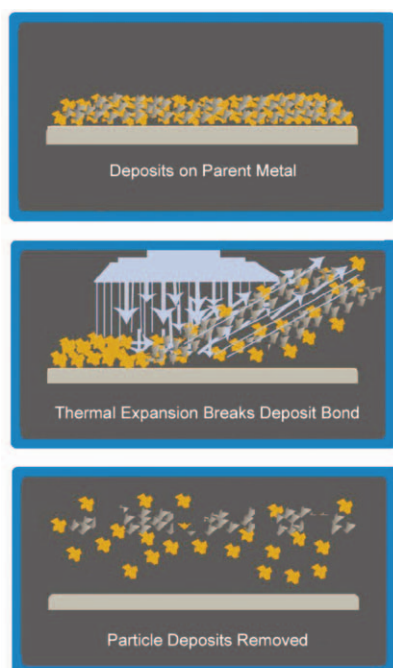 Deposits on Parent Metal
Thermal Expansion Breaks Deposit Bond
Particle Deposits Removed